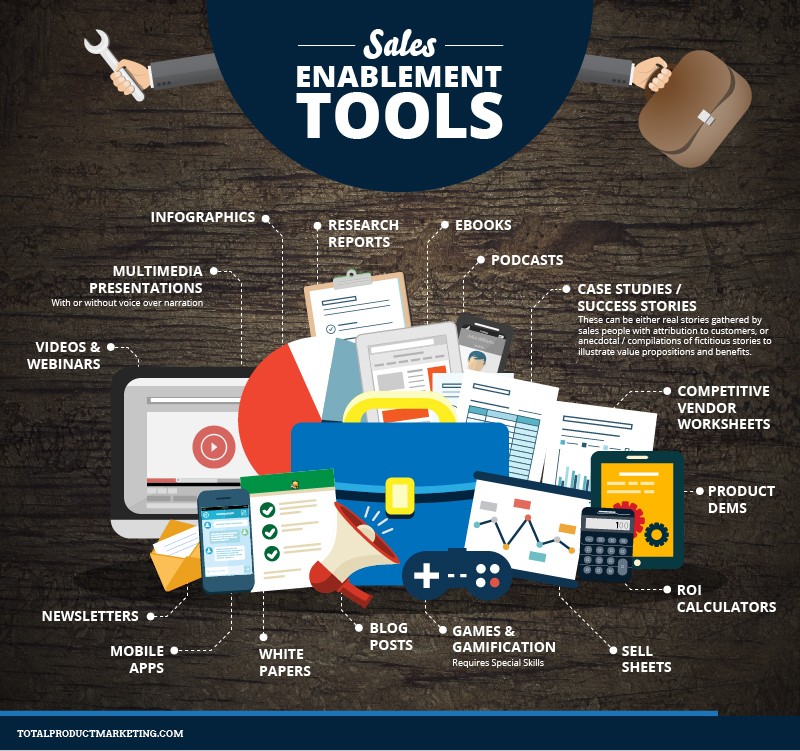 Sales
ENABLEMENT
TOOLS
INFOGRAPHICS
RESEARCH
REPORTS
EBOOKS
PODCASTS
MULTIMEDIA
PRESENTATIONS
With or without voice over narration
CASE STUDIES /
SUCCESS STORIES
These can be either real stories gathered by
sales people with attribution to customers, or
anecdotal / compilations of fictitious stories to
illustrate value propositions and benefits.
VIDEOS &
WEBINARS
COMPETITIVE
VENDOR
WORKSHEETS
PRODUCT
DEMS
100
ROI
CALCULATORS
NEWSLETTERS
MOBILE
APPS
WHITE
PAPERS
BLOG
POSTS
GAMES &
GAMIFICATION
Requires Special Skills
SELL
SHEETS
TOTALPRODUCTMARKETING.COM